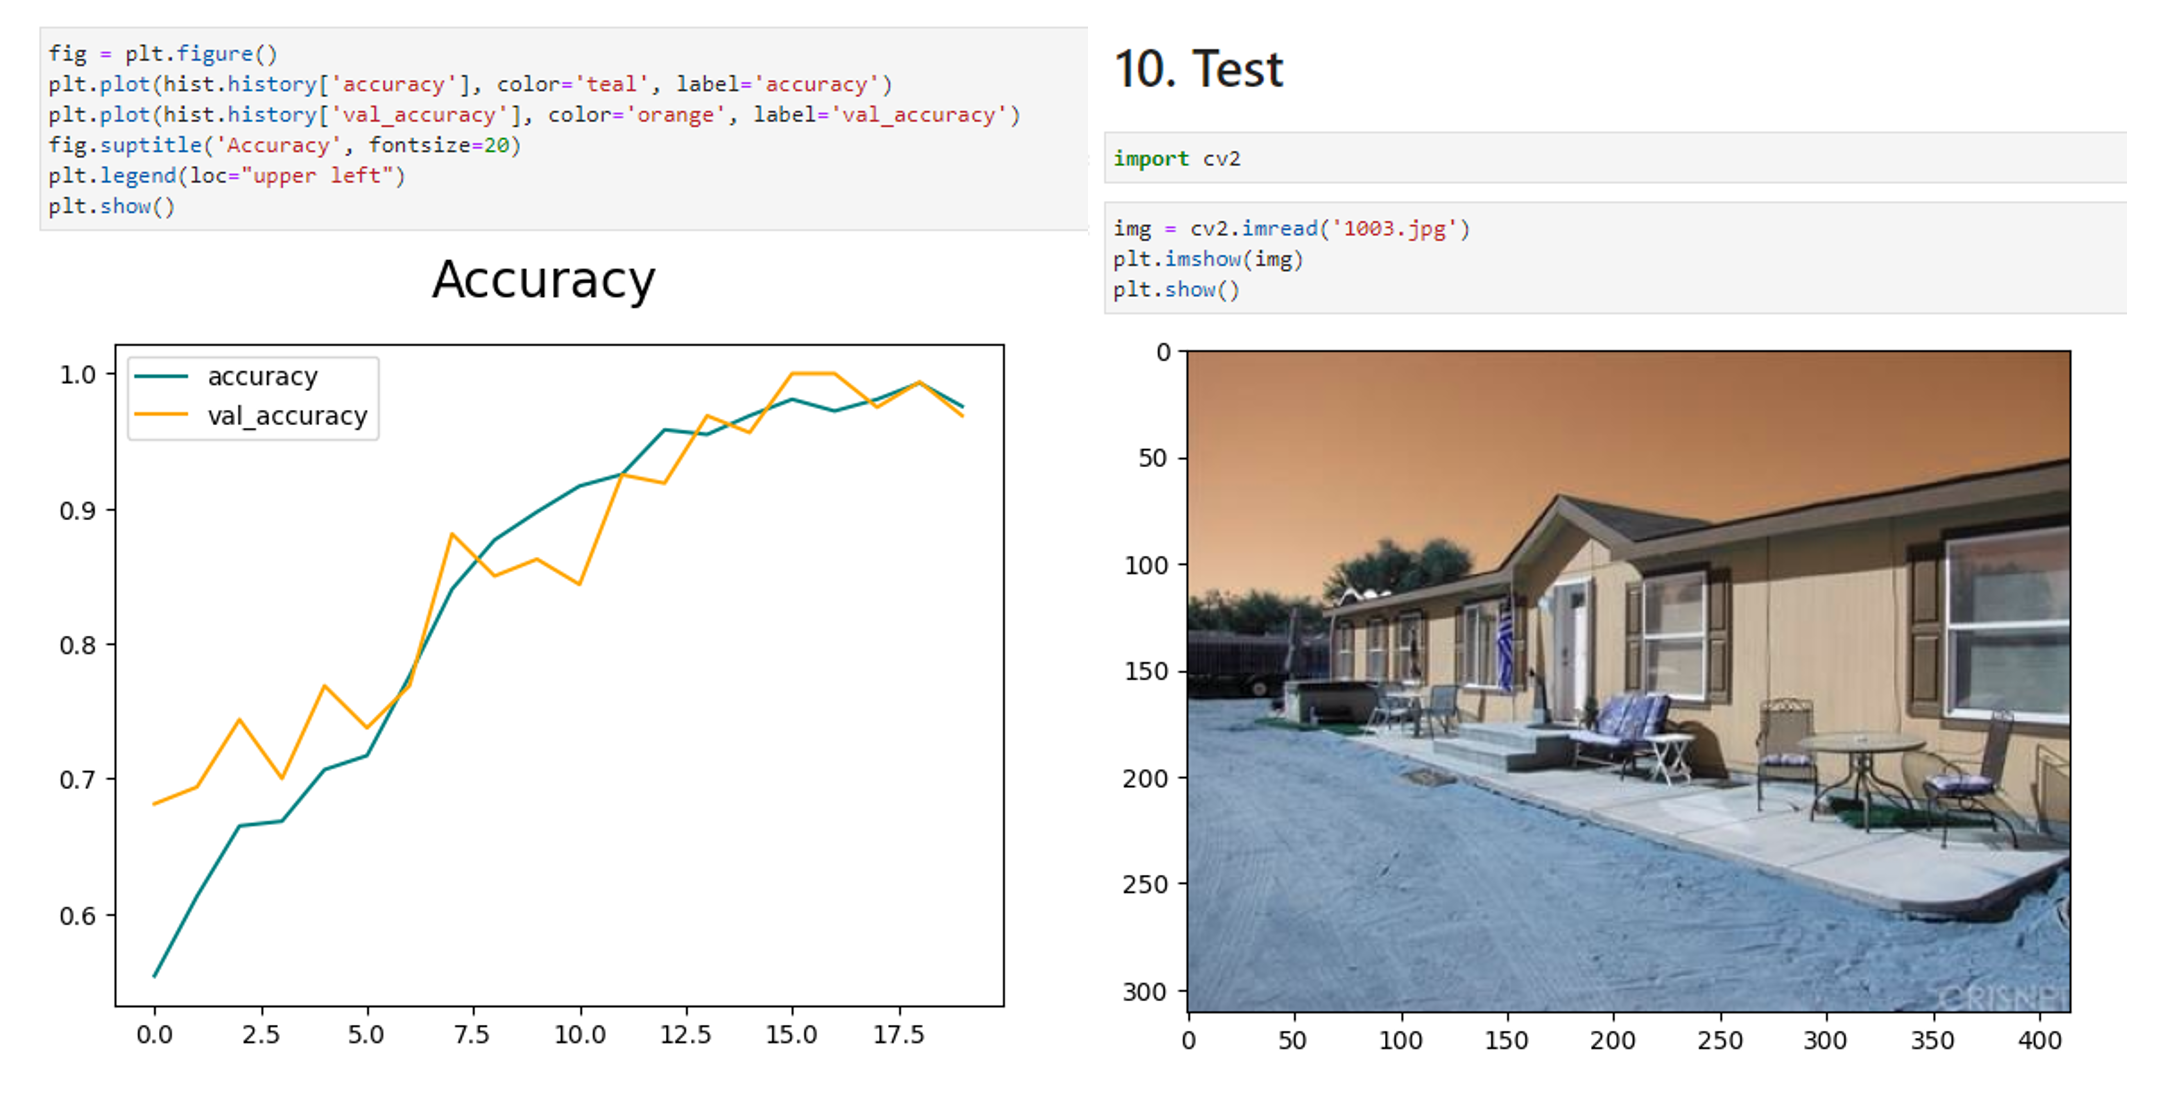 fig = plt.figure()
plt.plot(hist.history['accuracy'], color='teal', label='accuracy')
plt.plot(hist.history['val_accuracy'], color='orange', label='val_accuracy')
fig.suptitle('Accuracy', fontsize=20)
plt.legend(loc="upper left")
plt.show()
Accuracy
accuracy
val_accuracy
1.0
0.9
0.8
0.7
0.6
0.0 2.5 5.0 7.5 10.0 12.5 15.0 17.5
10. Test
import cv2
img = cv2.imread('1003.jpg')
plt.imshow(img)
plt.show()
0
50
100
150
200
250
300
0 50 100 150 200 250 300 350 400